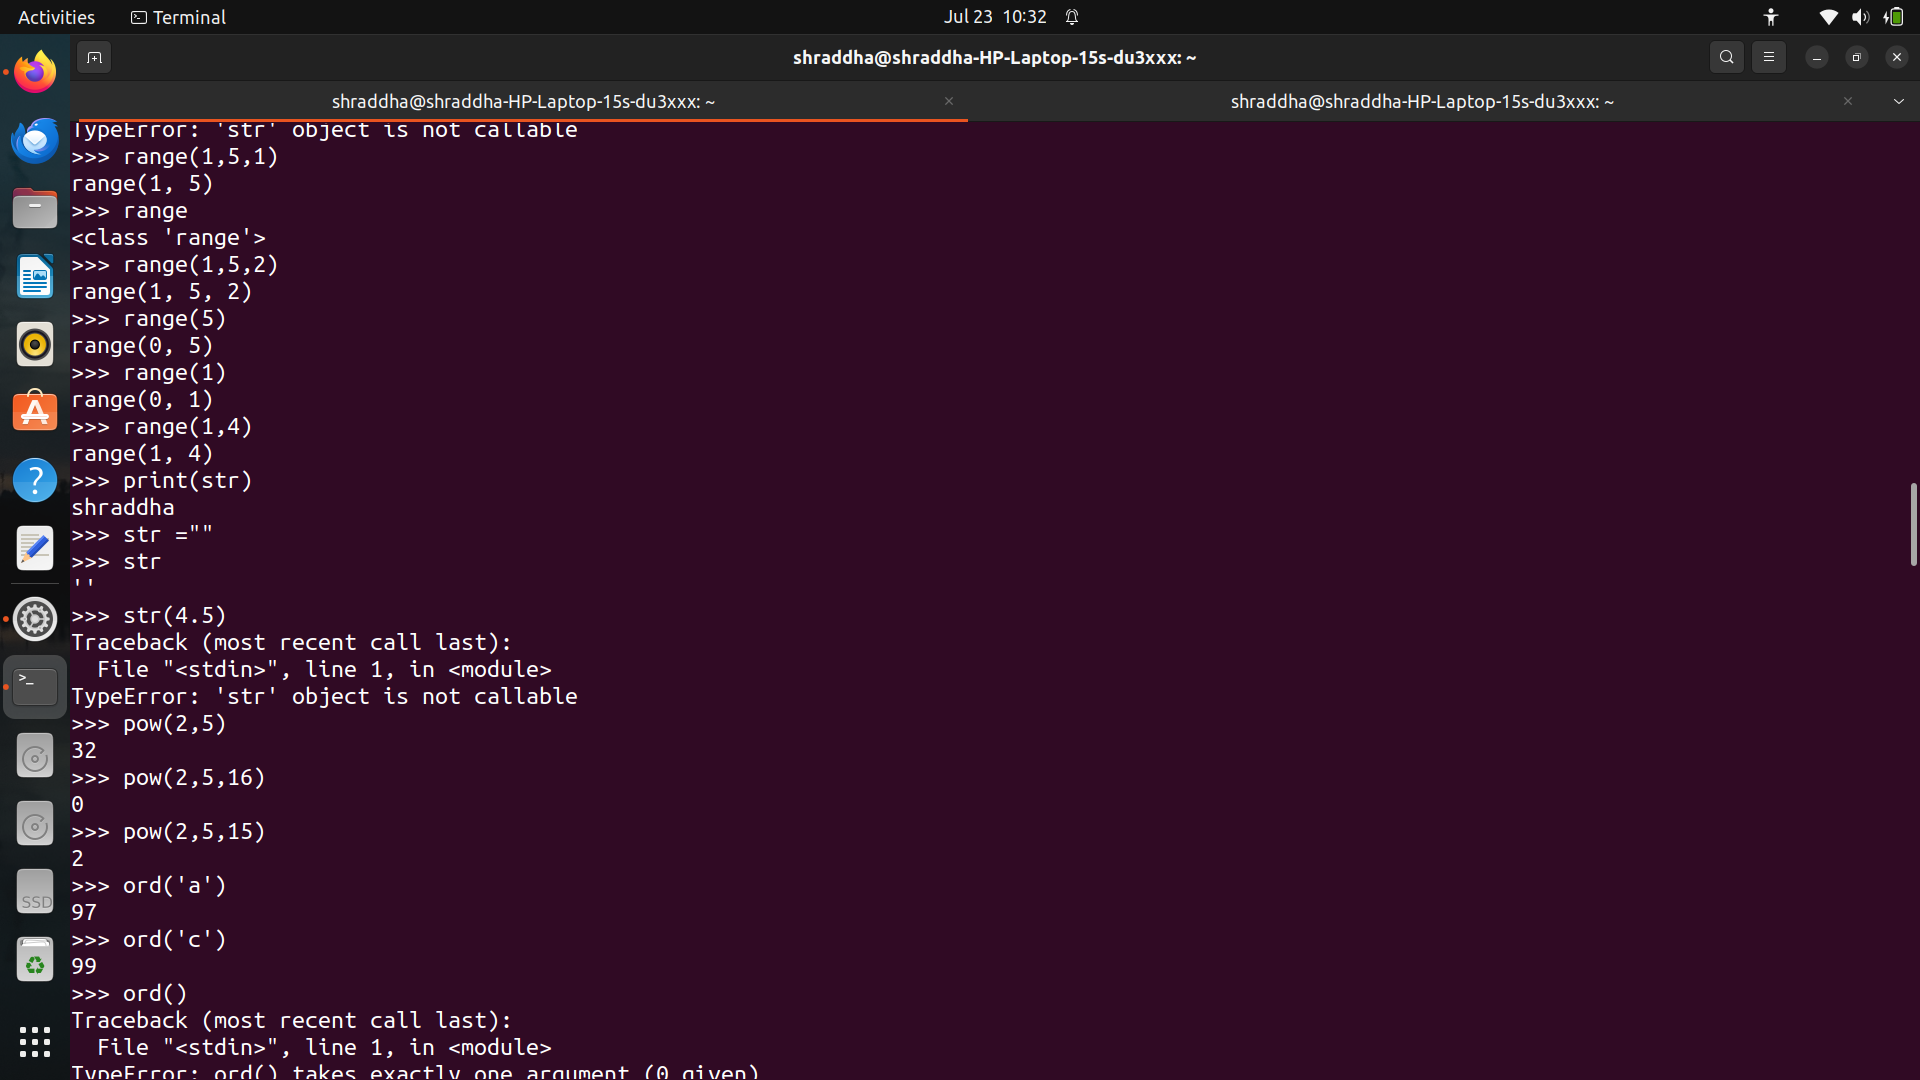 Activities
Terminal
Jul 23 10:32
shraddha@shraddha-HP-Laptop-15s-du3xxx: ~
shraddha@shraddha-HP-Laptop-15s-du3xxx: ~
shraddha@shraddha-HP-Laptop-15s-du3xxx: ~
TypeError: 'str' object is not callable
>>> range(1,5,1)
range(1, 5)
>>> range
<class 'range'>
>>> range(1,5,2)
range(1, 5, 2)
>>> range(5)
range(0, 5)
>>> range(1)
range(0, 1)
>>> range(1,4)
range(1, 4)
>>> print(str)
shraddha
>>> str =""
>>> str
''
>>> str(4.5)
Traceback (most recent call last):
  File "<stdin>", line 1, in <module>
TypeError: 'str' object is not callable
>>> pow(2,5)
32
>>> pow(2,5,16)
0
>>> pow(2,5,15)
2
>>> ord('a')
97
>>> ord('c')
99
>>> ord()
Traceback (most recent call last):
  File "<stdin>", line 1, in <module>
TypeError: ord() takes exactly one argument (0 given)
SSD